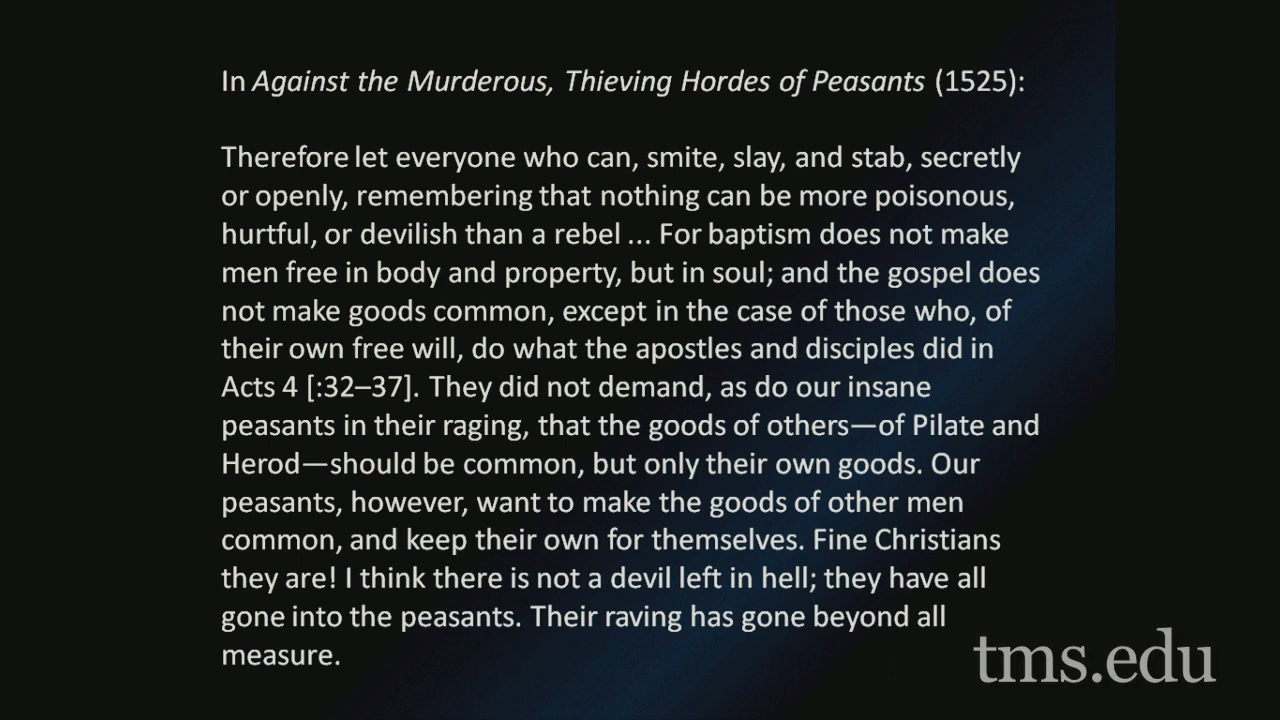 In Against the Murderous, Thieving Hordes of Peasants (1525):
Therefore let everyone who can, smite, slay, and stab, secretly
or openly, remembering that nothing can be more poisonous,
hurtful, or devilish than a rebel ... For baptism does not make
men free in body and property, but in soul; and the gospel does
not make goods common, except in the case of those who, of
their own free will, do what the apostles and disciples did in
Acts 4 [:32–37]. They did not demand, as do our insane
peasants in their raging, that the goods of others—of Pilate and
Herod—should be common, but only their own goods. Our
peasants, however, want to make the goods of other men
common, and keep their own for themselves. Fine Christians
they are! I think there is not a devil left in hell; they have all
gone into the peasants. Their raving has gone beyond all
measure.
tms.edu